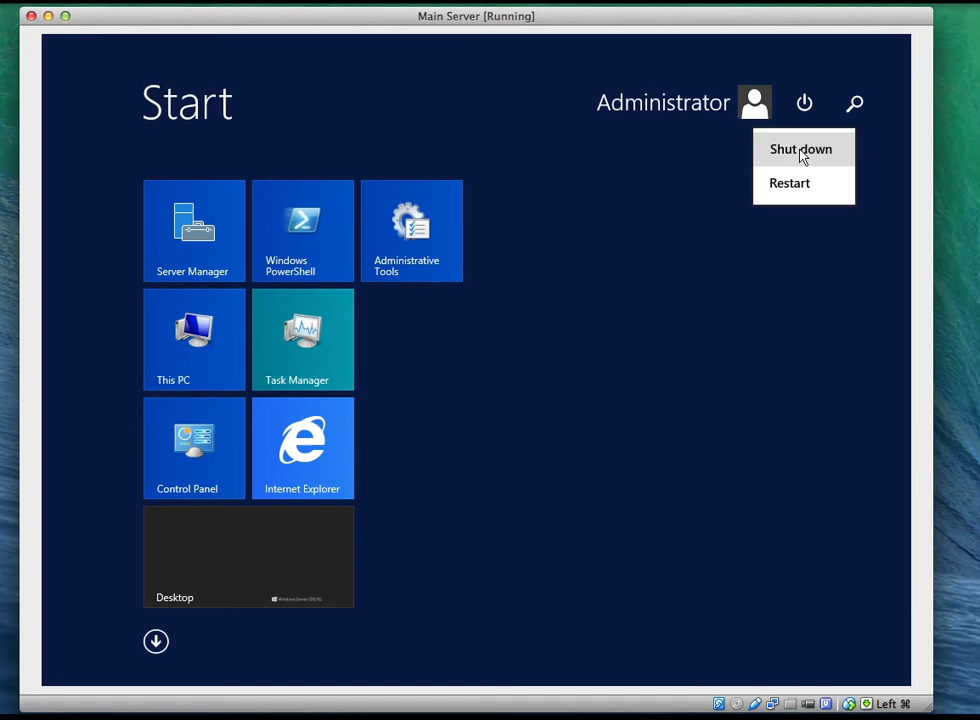 Main Server [Running]
Start
Administrator
Shut down
Restart
Server Manager
Windows
PowerShell
Administrative
Tools
This PC
Task Manager
Control Panel
Internet Explorer
Desktop
Left ⌘